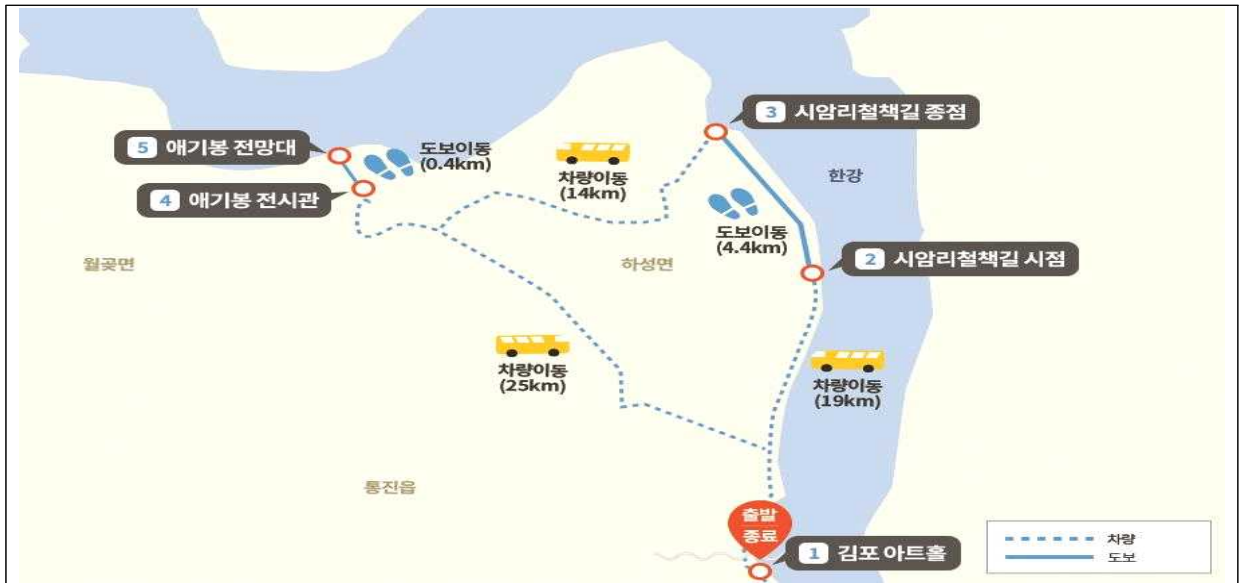 3 시암리철책길 종점
5 애기봉 전망대
도보이동
(0.4km)
차량이동
(14km)
한강
4 애기봉 전시관
도보이동
(4.4km)
월곶면
하성면
2 시암리철책길 시점
차량이동
(25km)
차량이동
(19km)
통진읍
출발
종료
1 김포 아트홀
차량
도보